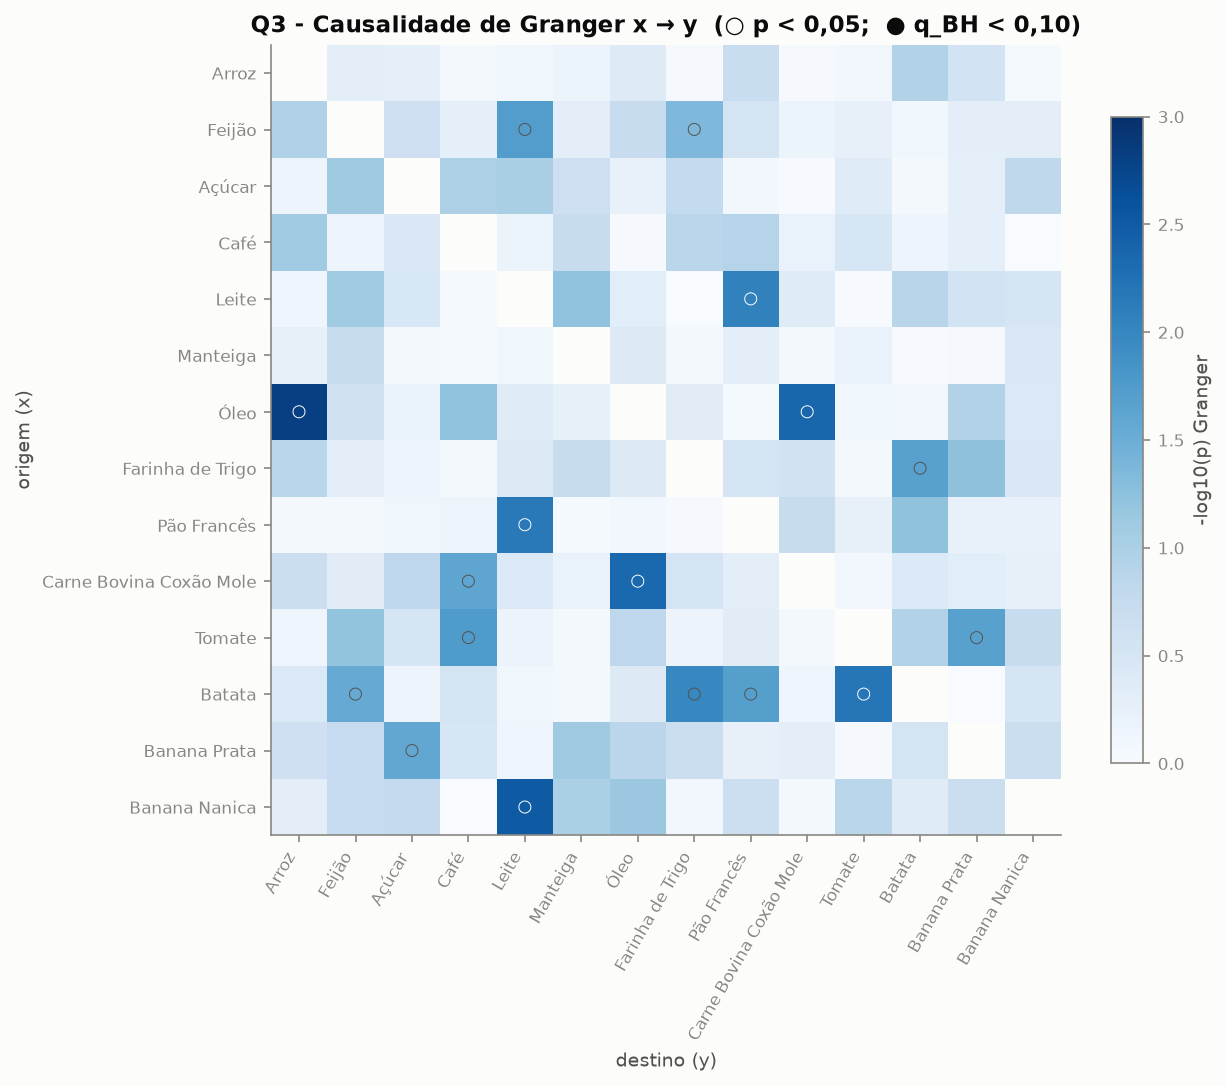 Q3 - Causalidade de Granger x → y (○ p < 0,05; ● q_BH < 0,10)
origem (x)
Arroz
Feijão
Açúcar
Café
Leite
Manteiga
Óleo
Farinha de Trigo
Pão Francês
Carne Bovina Coxão Mole
Tomate
Batata
Banana Prata
Banana Nanica
Arroz
Feijão
Açúcar
Café
Leite
Manteiga
Óleo
Farinha de Trigo
Pão Francês
Carne Bovina Coxão Mole
Tomate
Batata
Banana Prata
Banana Nanica
destino (y)
3.0
2.5
2.0
1.5
1.0
0.5
0.0
-log10(p) Granger